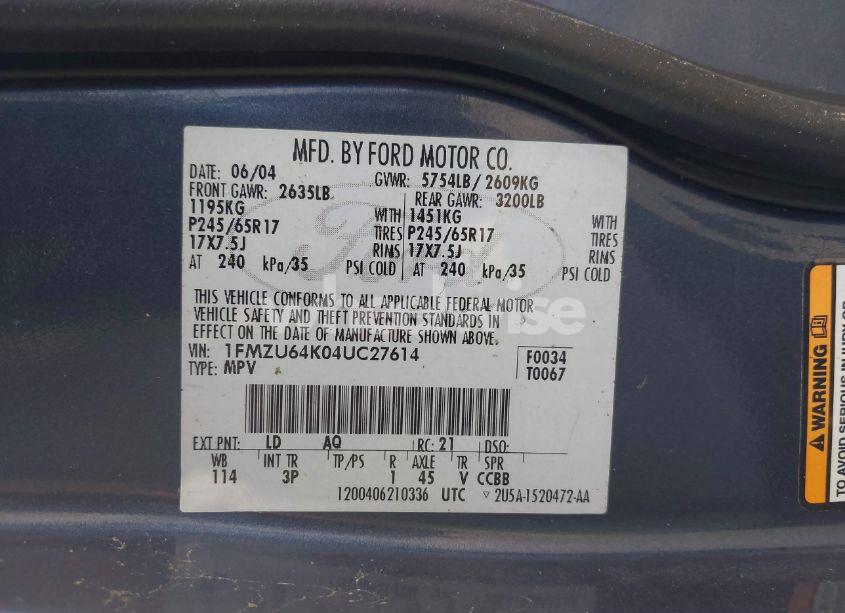 MFD. BY FORD MOTOR CO.
DATE: 06/04 GVWR: 5754LB/2609KG
FRONT GAWR: 2635LB REAR GAWR: 3200LB
1195KG WITH 1451KG WITH
P245/65R17 TIRES P245/65R17 TIRES
17X7.5J RIMS 17X7.5J RIMS
AT 240 kPa/35 PSI COLD AT 240 kPa/35 PSI COLD
THIS VEHICLE CONFORMS TO ALL APPLICABLE FEDERAL MOTOR
VEHICLE SAFETY AND THEFT PREVENTION STANDARDS IN
EFFECT ON THE DATE OF MANUFACTURE SHOWN ABOVE.
VIN: 1FMZU64K04UC27614 F0034
TYPE: MPV T0067
EXT PNT: LD AQ RC: 21 DSO:
WB INT TR TP/PS R AXLE TR SPR
114 3P 1 45 V CCBB
1200406210336 UTC 2U5A-1520472-AA
Ford
WARNING
TO AVOID SERIOUS INJURY OR